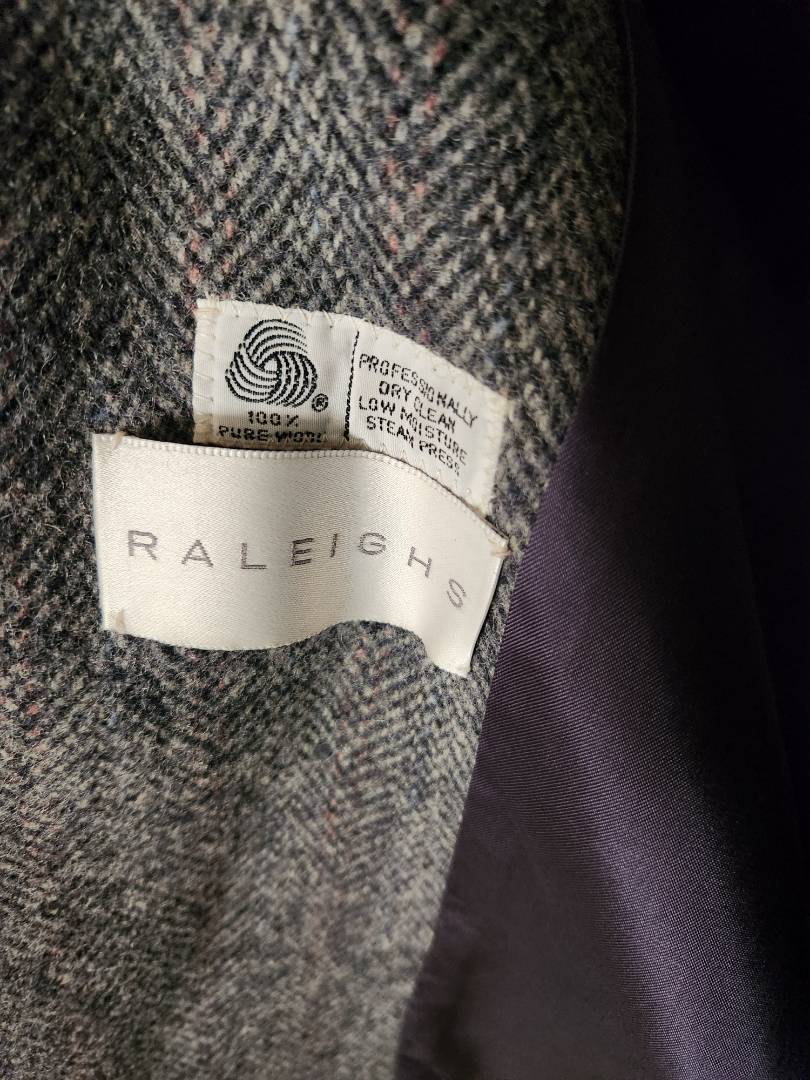 ®
100%
PURE WOOL
PROFESSIONALLY
DRY CLEAN
LOW MOISTURE
STEAM PRESS
RALEIGHS